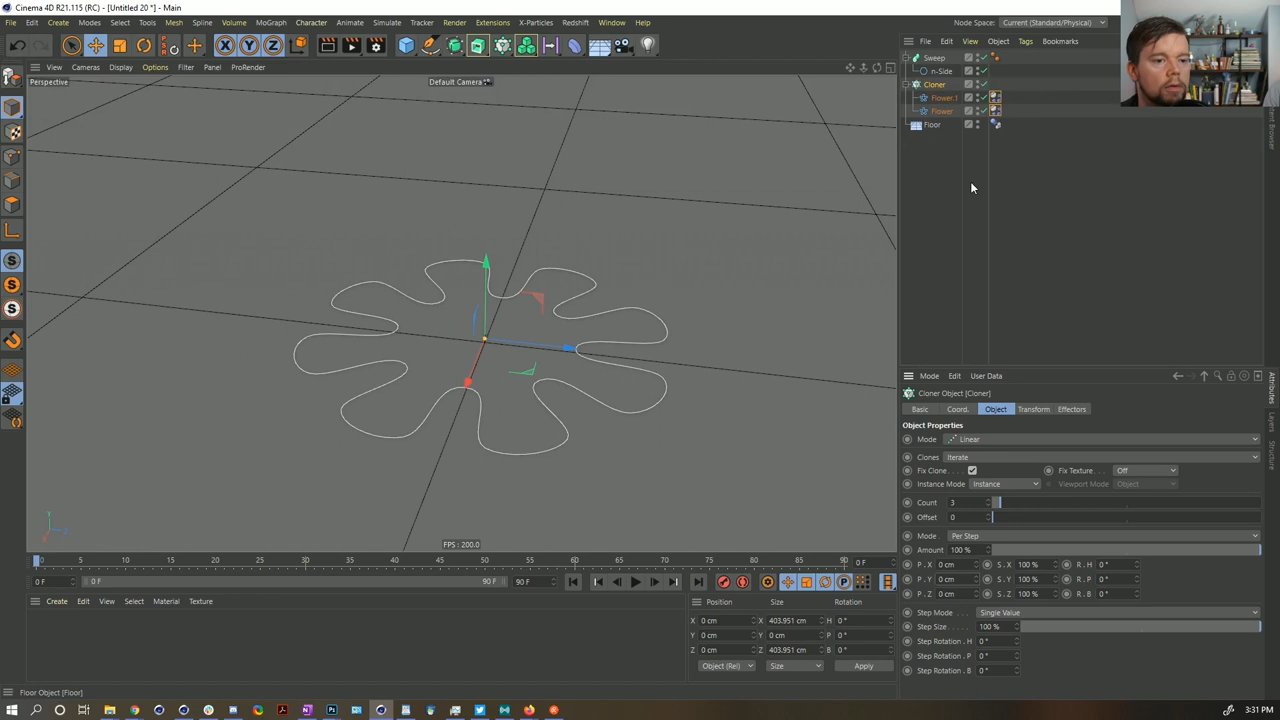 Cinema 4D R21.115 (RC) - [Untitled 20 *] - Main
File Edit Create Modes Select Tools Mesh Spline Volume MoGraph Character Animate Simulate Tracker Render Extensions X-Particles Redshift Window Help
Node Space: Current (Standard/Physical)
View Cameras Display Options Filter Panel ProRender
Perspective
Default Camera
File Edit View Object Tags Bookmarks
Sweep
n-Side
Cloner
Flower.1
Flower
Floor
Mode Edit User Data
Cloner Object [Cloner]
Basic Coord. Object Transform Effectors
Object Properties
Mode Linear
Clones Iterate
Fix Clone Fix Texture Off
Instance Mode Instance Viewport Mode Object
Count 3
Offset 0
Mode Per Step
Amount 100 %
P . X 0 cm S . X 100 % R . H 0 °
P . Y 0 cm S . Y 100 % R . P 0 °
P . Z 0 cm S . Z 100 % R . B 0 °
Step Mode Single Value
Step Size 100 %
Step Rotation . H 0 °
Step Rotation . P 0 °
Step Rotation . B 0 °
Attributes
Layers
Structure
FPS : 200.0
0 5 10 15 20 25 30 35 40 45 50 55 60 65 70 75 80 85 90 0 F
0 F 0 F 90 F 90 F
Create Edit View Select Material Texture
Position Size Rotation
X 0 cm X 403.951 cm H 0 °
Y 0 cm Y 0 cm P 0 °
Z 0 cm Z 403.951 cm B 0 °
Object (Rel) Size Apply
Floor Object [Floor]
3:31 PM